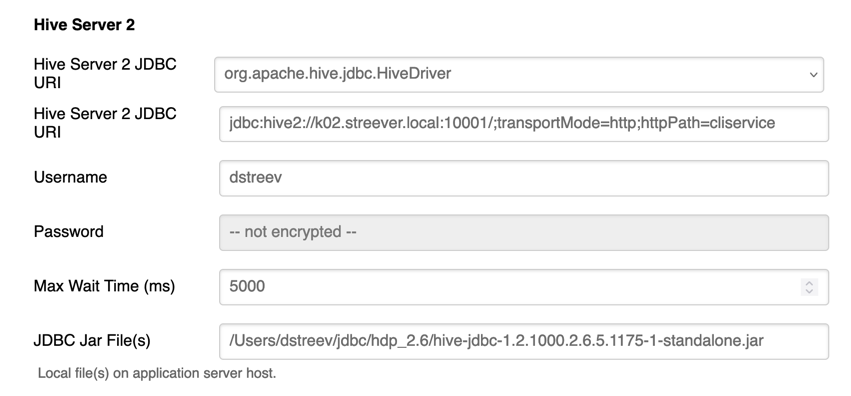 Hive Server 2
Hive Server 2 JDBC
URI
org.apache.hive.jdbc.HiveDriver
Hive Server 2 JDBC
URI
jdbc:hive2://k02.streever.local:10001/;transportMode=http;httpPath=cliservice
Username
dstreev
Password
-- not encrypted --
Max Wait Time (ms)
5000
JDBC Jar File(s)
/Users/dstreev/jdbc/hdp_2.6/hive-jdbc-1.2.1000.2.6.5.1175-1-standalone.jar
Local file(s) on application server host.